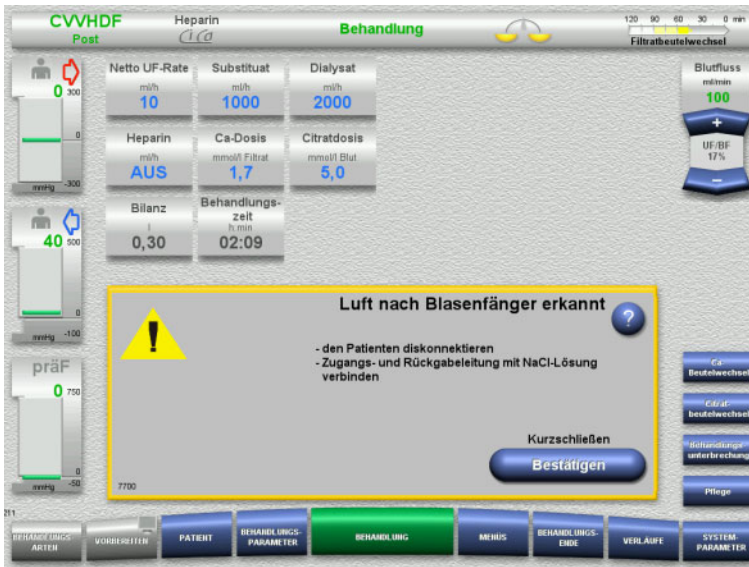 CVVHDF
Post
Heparin
CiCa
Behandlung
120 90 60 30 0 min
Filtratbeutelwechsel
0
300
0
mmHg -300
Netto UF-Rate
ml/h
10
Substituat
ml/h
1000
Dialysat
ml/h
2000
Heparin
ml/h
AUS
Ca-Dosis
mmol/l Filtrat
1,7
Citratdosis
mmol/l Blut
5,0
Bilanz
l
0,30
Behandlungs-
zeit
h:min
02:09
Blutfluss
ml/min
100
+
UF/BF
17%
–
40 500
0
mmHg -100
präF
0 750
0
mmHg -50
Luft nach Blasenfänger erkannt
?
!
- den Patienten diskonnektieren
- Zugangs- und Rückgabeleitung mit NaCl-Lösung
verbinden
Kurzschließen
Bestätigen
7700
Ca-
Beutelwechsel
Citrat-
beutelwechsel
Behandlungs-
unterbrechung
Pflege
211
BEHANDLUNGS-
ARTEN
VORBEREITEN
PATIENT
BEHANDLUNGS-
PARAMETER
BEHANDLUNG
MENÜS
BEHANDLUNGS-
ENDE
VERLÄUFE
SYSTEM-
PARAMETER